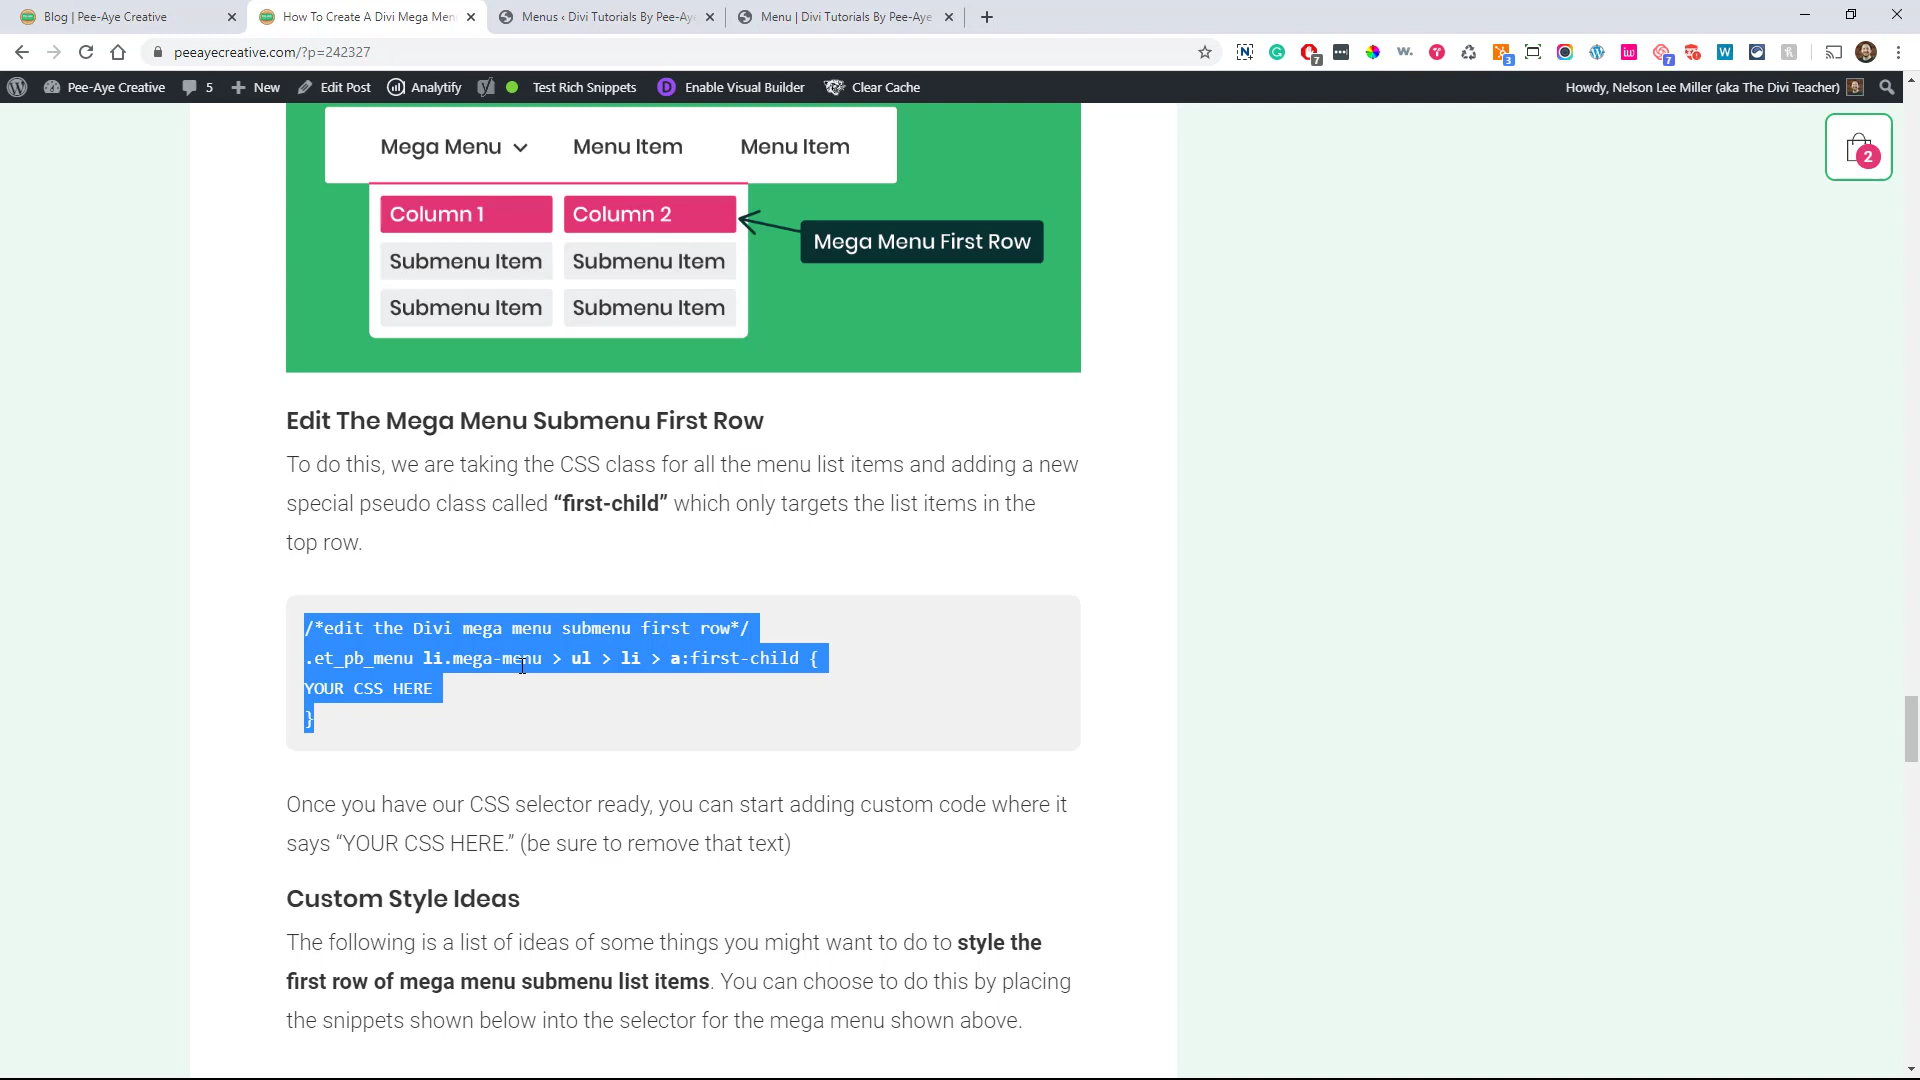 Blog | Pee-Aye Creative
How To Create A Divi Mega Men
Menus ‹ Divi Tutorials By Pee-Aye
Menu | Divi Tutorials By Pee-Aye
peeayecreative.com/?p=242327
7
3
7
Pee-Aye Creative
5
New
Edit Post
Analytify
Test Rich Snippets
Enable Visual Builder
Clear Cache
Howdy, Nelson Lee Miller (aka The Divi Teacher)
2
Mega Menu
Menu Item
Menu Item
Column 1
Column 2
Mega Menu First Row
Submenu Item
Submenu Item
Submenu Item
Submenu Item
Edit The Mega Menu Submenu First Row
To do this, we are taking the CSS class for all the menu list items and adding a new
special pseudo class called “first-child” which only targets the list items in the
top row.
/*edit the Divi mega menu submenu first row*/
.et_pb_menu li.mega-menu > ul > li > a:first-child {
YOUR CSS HERE
}
Once you have our CSS selector ready, you can start adding custom code where it
says “YOUR CSS HERE.” (be sure to remove that text)
Custom Style Ideas
The following is a list of ideas of some things you might want to do to style the
first row of mega menu submenu list items. You can choose to do this by placing
the snippets shown below into the selector for the mega menu shown above.